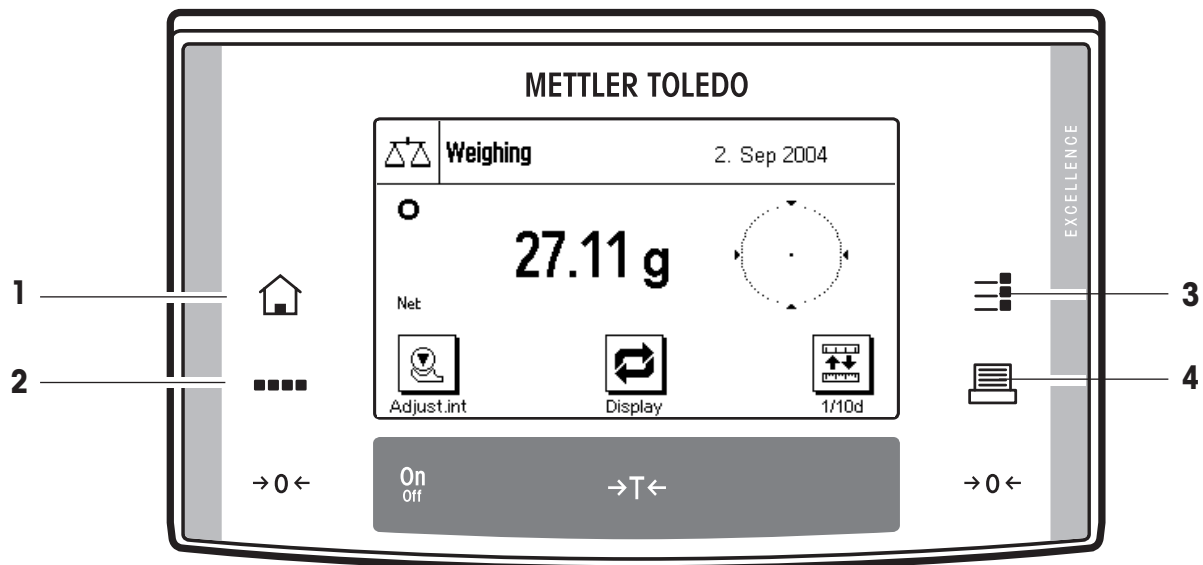 METTLER TOLEDO
EXCELLENCE
Weighing 2. Sep 2004
27.11 g
Net
1
3
2
4
Adjust.int Display 1/10d
→0← On →T← →0←
Off